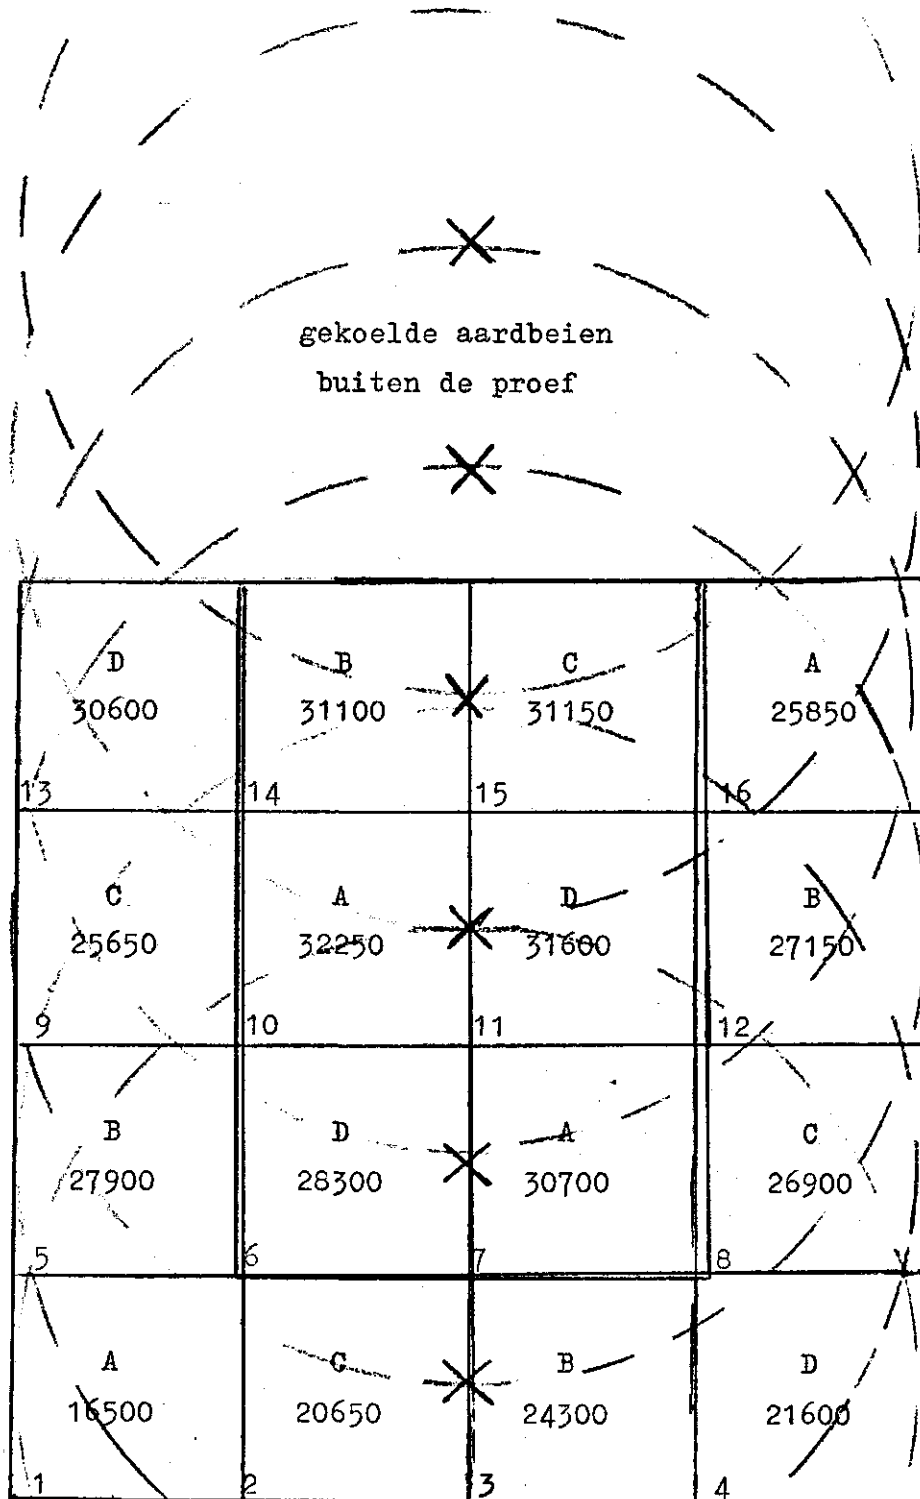 gekoelde aardbeien
buiten de proef
D B C A
30600 31100 31150 25850
13 14 15 16
C A D B
25650 32250 31600 27150
9 10 11 12
B D A C
27900 28300 30700 26900
5 6 7 8
A C B D
16500 20650 24300 21600
1 2 3 4